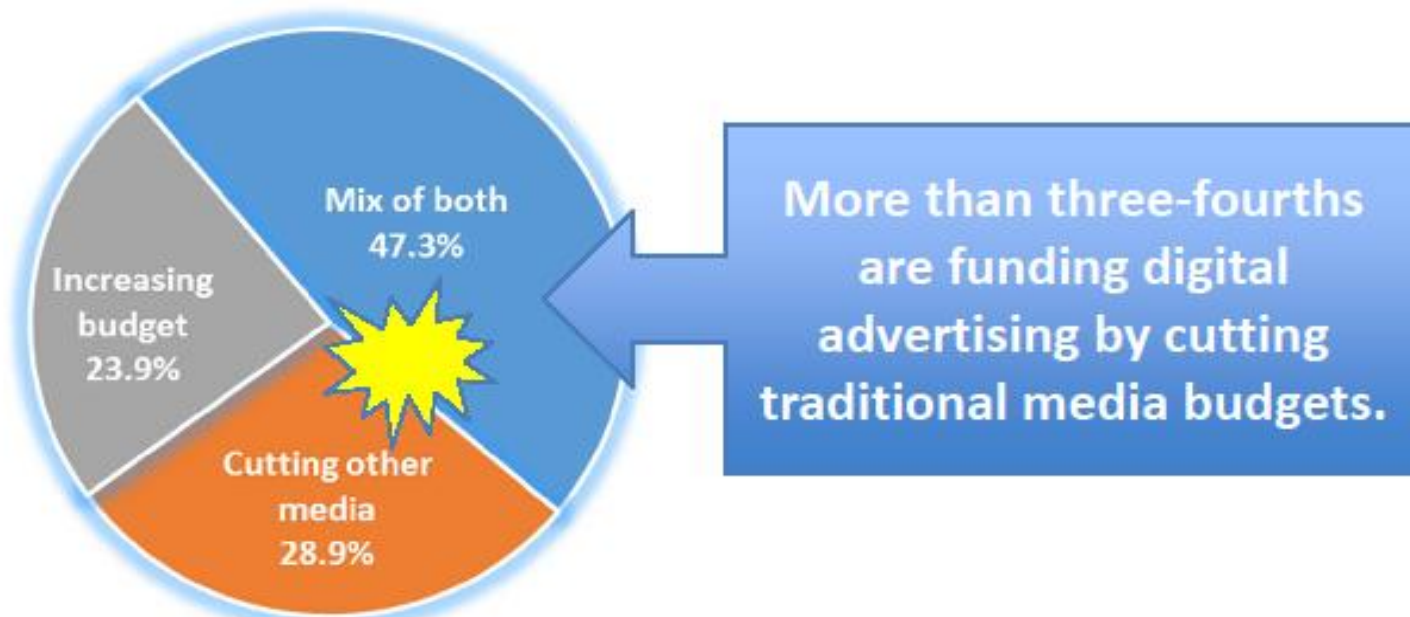 Mix of both
47.3%
Increasing
budget
23.9%
Cutting other
media
28.9%
More than three-fourths
are funding digital
advertising by cutting
traditional media budgets.